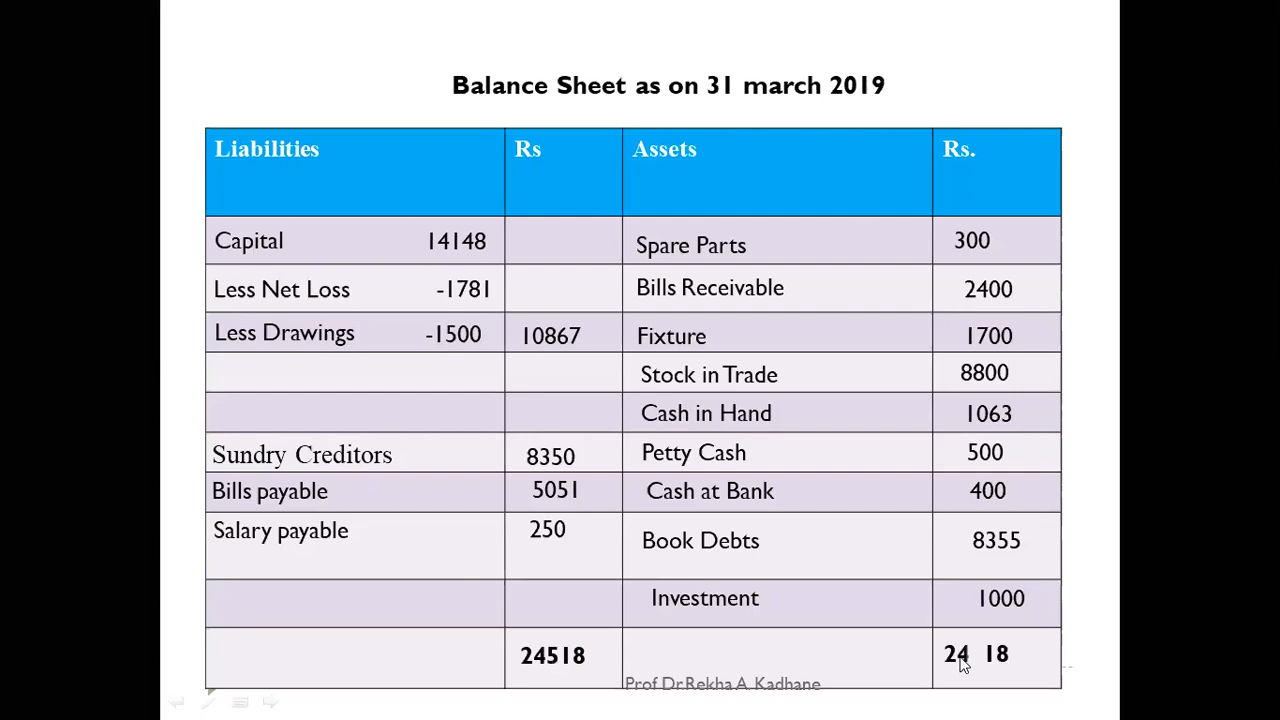 Balance Sheet as on 31 march 2019
Liabilities Rs Assets Rs.
Capital 14148 Spare Parts 300
Less Net Loss -1781 Bills Receivable 2400
Less Drawings -1500 10867 Fixture 1700
Stock in Trade 8800
Cash in Hand 1063
Sundry Creditors 8350 Petty Cash 500
Bills payable 5051 Cash at Bank 400
Salary payable 250 Book Debts 8355
Investment 1000
24518 24 18
Prof Dr.Rekha A. Kadhane